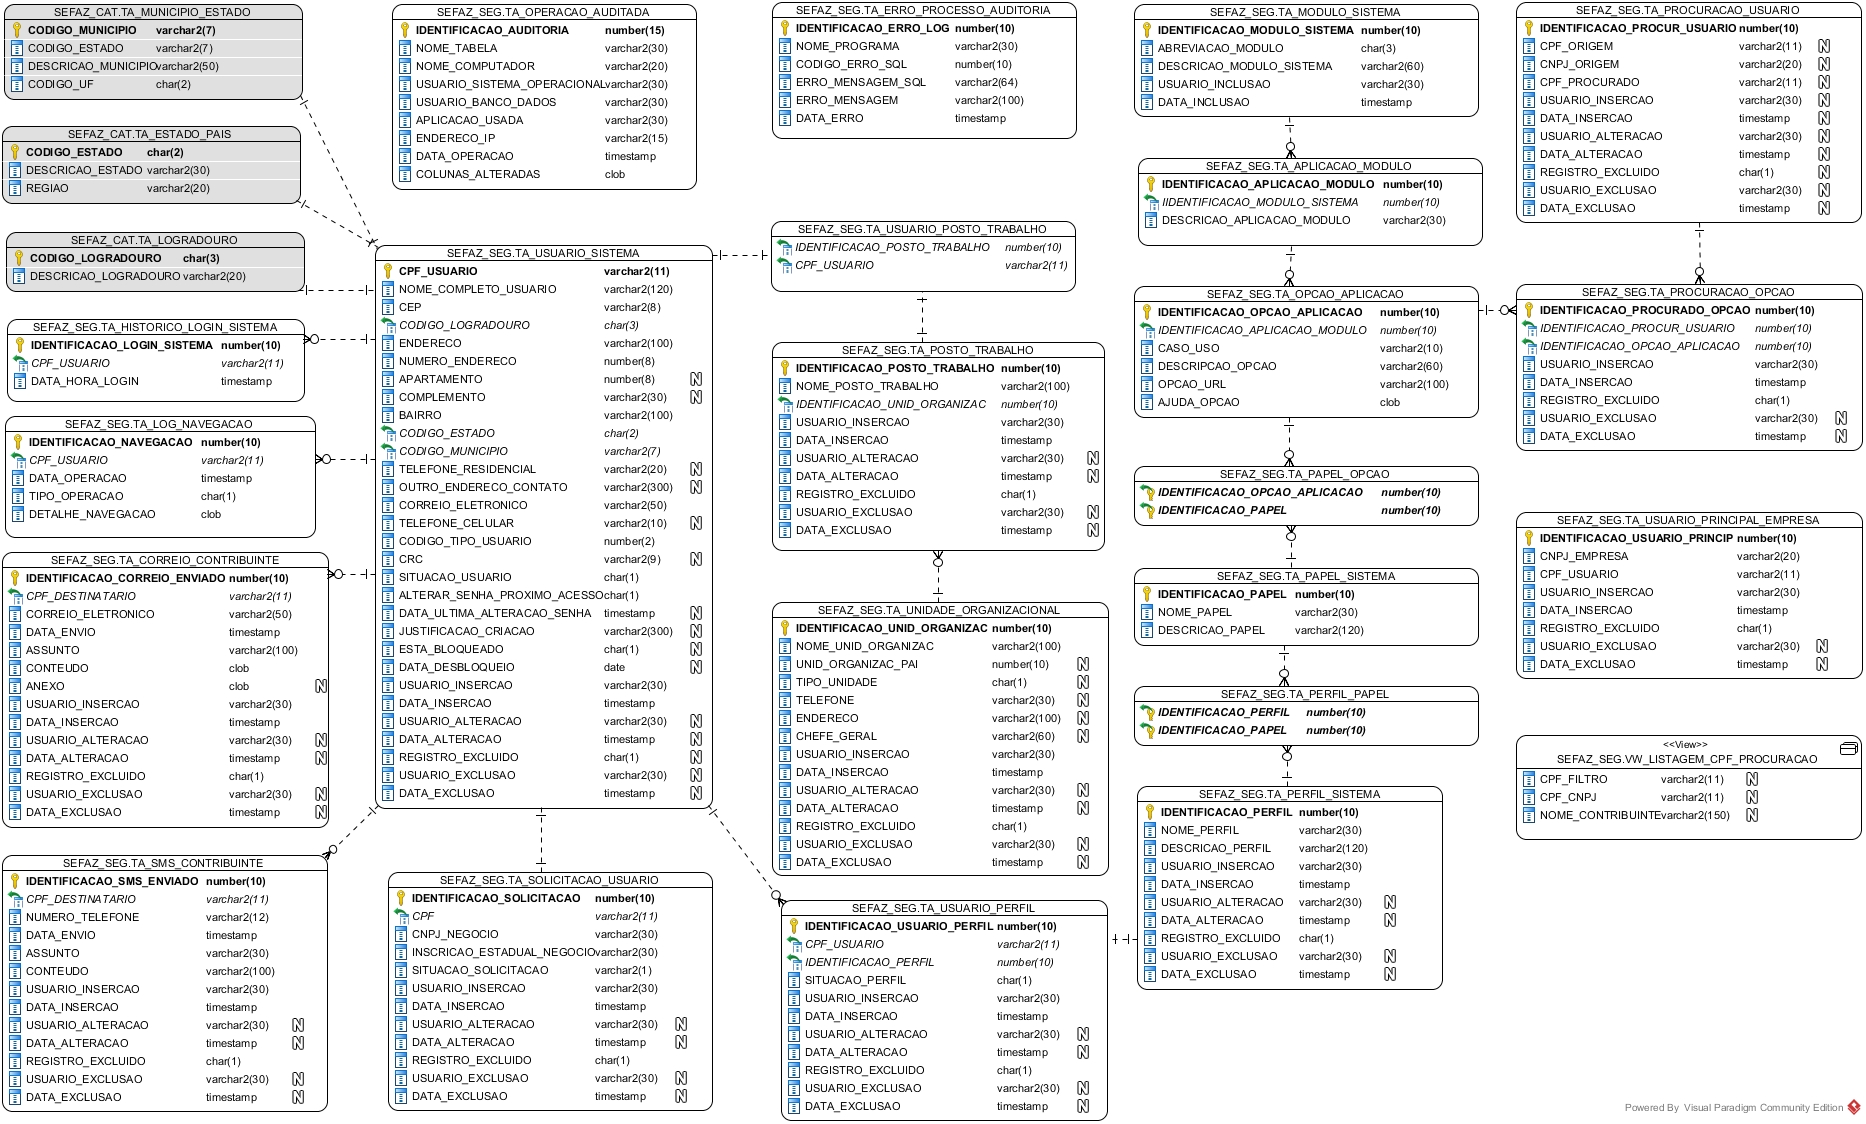 SEFAZ_CAT.TA_MUNICIPIO_ESTADO
CODIGO_MUNICIPIO varchar2(7)
CODIGO_ESTADO varchar2(7)
DESCRICAO_MUNICIPIO varchar2(50)
CODIGO_UF char(2)
SEFAZ_CAT.TA_ESTADO_PAIS
CODIGO_ESTADO char(2)
DESCRICAO_ESTADO varchar2(30)
REGIAO varchar2(20)
SEFAZ_CAT.TA_LOGRADOURO
CODIGO_LOGRADOURO char(3)
DESCRICAO_LOGRADOURO varchar2(20)
SEFAZ_SEG.TA_HISTORICO_LOGIN_SISTEMA
IDENTIFICACAO_LOGIN_SISTEMA number(10)
CPF_USUARIO varchar2(11)
DATA_HORA_LOGIN timestamp
SEFAZ_SEG.TA_LOG_NAVEGACAO
IDENTIFICACAO_NAVEGACAO number(10)
CPF_USUARIO varchar2(11)
DATA_OPERACAO timestamp
TIPO_OPERACAO char(1)
DETALHE_NAVEGACAO clob
SEFAZ_SEG.TA_CORREIO_CONTRIBUINTE
IDENTIFICACAO_CORREIO_ENVIADO number(10)
CPF_DESTINATARIO varchar2(11)
CORREIO_ELETRONICO varchar2(50)
DATA_ENVIO timestamp
ASSUNTO varchar2(100)
CONTEUDO clob
ANEXO clob N
USUARIO_INSERCAO varchar2(30)
DATA_INSERCAO timestamp
USUARIO_ALTERACAO varchar2(30) N
DATA_ALTERACAO timestamp N
REGISTRO_EXCLUIDO char(1)
USUARIO_EXCLUSAO varchar2(30) N
DATA_EXCLUSAO timestamp N
SEFAZ_SEG.TA_SMS_CONTRIBUINTE
IDENTIFICACAO_SMS_ENVIADO number(10)
CPF_DESTINATARIO varchar2(11)
NUMERO_TELEFONE varchar2(12)
DATA_ENVIO timestamp
ASSUNTO varchar2(30)
CONTEUDO varchar2(100)
USUARIO_INSERCAO varchar2(30)
DATA_INSERCAO timestamp
USUARIO_ALTERACAO varchar2(30) N
DATA_ALTERACAO timestamp N
REGISTRO_EXCLUIDO char(1)
USUARIO_EXCLUSAO varchar2(30) N
DATA_EXCLUSAO timestamp N
SEFAZ_SEG.TA_OPERACAO_AUDITADA
IDENTIFICACAO_AUDITORIA number(15)
NOME_TABELA varchar2(30)
NOME_COMPUTADOR varchar2(20)
USUARIO_SISTEMA_OPERACIONAL varchar2(30)
USUARIO_BANCO_DADOS varchar2(30)
APLICACAO_USADA varchar2(30)
ENDERECO_IP varchar2(15)
DATA_OPERACAO timestamp
COLUNAS_ALTERADAS clob
SEFAZ_SEG.TA_USUARIO_SISTEMA
CPF_USUARIO varchar2(11)
NOME_COMPLETO_USUARIO varchar2(120)
CEP varchar2(8)
CODIGO_LOGRADOURO char(3)
ENDERECO varchar2(100)
NUMERO_ENDERECO number(8)
APARTAMENTO number(8) N
COMPLEMENTO varchar2(30) N
BAIRRO varchar2(100)
CODIGO_ESTADO char(2)
CODIGO_MUNICIPIO varchar2(7)
TELEFONE_RESIDENCIAL varchar2(20) N
OUTRO_ENDERECO_CONTATO varchar2(300) N
CORREIO_ELETRONICO varchar2(50)
TELEFONE_CELULAR varchar2(10) N
CODIGO_TIPO_USUARIO number(2)
CRC varchar2(9) N
SITUACAO_USUARIO char(1)
ALTERAR_SENHA_PROXIMO_ACESSO char(1)
DATA_ULTIMA_ALTERACAO_SENHA timestamp N
JUSTIFICACAO_CRIACAO varchar2(300) N
ESTA_BLOQUEADO char(1) N
DATA_DESBLOQUEIO date N
USUARIO_INSERCAO varchar2(30)
DATA_INSERCAO timestamp
USUARIO_ALTERACAO varchar2(30) N
DATA_ALTERACAO timestamp N
REGISTRO_EXCLUIDO char(1) N
USUARIO_EXCLUSAO varchar2(30) N
DATA_EXCLUSAO timestamp N
SEFAZ_SEG.TA_SOLICITACAO_USUARIO
IDENTIFICACAO_SOLICITACAO number(10)
CPF varchar2(11)
CNPJ_NEGOCIO varchar2(30)
INSCRICAO_ESTADUAL_NEGOCIO varchar2(30)
SITUACAO_SOLICITACAO varchar2(1)
USUARIO_INSERCAO varchar2(30)
DATA_INSERCAO timestamp
USUARIO_ALTERACAO varchar2(30) N
DATA_ALTERACAO timestamp N
REGISTRO_EXCLUIDO char(1)
USUARIO_EXCLUSAO varchar2(30) N
DATA_EXCLUSAO timestamp N
SEFAZ_SEG.TA_ERRO_PROCESSO_AUDITORIA
IDENTIFICACAO_ERRO_LOG number(10)
NOME_PROGRAMA varchar2(30)
CODIGO_ERRO_SQL number(10)
ERRO_MENSAGEM_SQL varchar2(64)
ERRO_MENSAGEM varchar2(100)
DATA_ERRO timestamp
SEFAZ_SEG.TA_USUARIO_POSTO_TRABALHO
IDENTIFICACAO_POSTO_TRABALHO number(10)
CPF_USUARIO varchar2(11)
SEFAZ_SEG.TA_POSTO_TRABALHO
IDENTIFICACAO_POSTO_TRABALHO number(10)
NOME_POSTO_TRABALHO varchar2(100)
IDENTIFICACAO_UNID_ORGANIZAC number(10)
USUARIO_INSERCAO varchar2(30)
DATA_INSERCAO timestamp
USUARIO_ALTERACAO varchar2(30) N
DATA_ALTERACAO timestamp N
REGISTRO_EXCLUIDO char(1)
USUARIO_EXCLUSAO varchar2(30) N
DATA_EXCLUSAO timestamp N
SEFAZ_SEG.TA_UNIDADE_ORGANIZACIONAL
IDENTIFICACAO_UNID_ORGANIZAC number(10)
NOME_UNID_ORGANIZAC varchar2(100)
UNID_ORGANIZAC_PAI number(10) N
TIPO_UNIDADE char(1) N
TELEFONE varchar2(30) N
ENDERECO varchar2(100) N
CHEFE_GERAL varchar2(60) N
USUARIO_INSERCAO varchar2(30)
DATA_INSERCAO timestamp
USUARIO_ALTERACAO varchar2(30) N
DATA_ALTERACAO timestamp N
REGISTRO_EXCLUIDO char(1)
USUARIO_EXCLUSAO varchar2(30) N
DATA_EXCLUSAO timestamp N
SEFAZ_SEG.TA_USUARIO_PERFIL
IDENTIFICACAO_USUARIO_PERFIL number(10)
CPF_USUARIO varchar2(11)
IDENTIFICACAO_PERFIL number(10)
SITUACAO_PERFIL char(1)
USUARIO_INSERCAO varchar2(30)
DATA_INSERCAO timestamp
USUARIO_ALTERACAO varchar2(30) N
DATA_ALTERACAO timestamp N
REGISTRO_EXCLUIDO char(1)
USUARIO_EXCLUSAO varchar2(30) N
DATA_EXCLUSAO timestamp N
SEFAZ_SEG.TA_MODULO_SISTEMA
IDENTIFICACAO_MODULO_SISTEMA number(10)
ABREVIACAO_MODULO char(3)
DESCRICAO_MODULO_SISTEMA varchar2(60)
USUARIO_INCLUSAO varchar2(30)
DATA_INCLUSAO timestamp
SEFAZ_SEG.TA_APLICACAO_MODULO
IDENTIFICACAO_APLICACAO_MODULO number(10)
IIDENTIFICACAO_MODULO_SISTEMA number(10)
DESCRICAO_APLICACAO_MODULO varchar2(30)
SEFAZ_SEG.TA_OPCAO_APLICACAO
IDENTIFICACAO_OPCAO_APLICACAO number(10)
IDENTIFICACAO_APLICACAO_MODULO number(10)
CASO_USO varchar2(10)
DESCRIPCAO_OPCAO varchar2(60)
OPCAO_URL varchar2(100)
AJUDA_OPCAO clob
SEFAZ_SEG.TA_PAPEL_OPCAO
IDENTIFICACAO_OPCAO_APLICACAO number(10)
IDENTIFICACAO_PAPEL number(10)
SEFAZ_SEG.TA_PAPEL_SISTEMA
IDENTIFICACAO_PAPEL number(10)
NOME_PAPEL varchar2(30)
DESCRICAO_PAPEL varchar2(120)
SEFAZ_SEG.TA_PERFIL_PAPEL
IDENTIFICACAO_PERFIL number(10)
IDENTIFICACAO_PAPEL number(10)
SEFAZ_SEG.TA_PERFIL_SISTEMA
IDENTIFICACAO_PERFIL number(10)
NOME_PERFIL varchar2(30)
DESCRICAO_PERFIL varchar2(120)
USUARIO_INSERCAO varchar2(30)
DATA_INSERCAO timestamp
USUARIO_ALTERACAO varchar2(30) N
DATA_ALTERACAO timestamp N
REGISTRO_EXCLUIDO char(1)
USUARIO_EXCLUSAO varchar2(30) N
DATA_EXCLUSAO timestamp N
SEFAZ_SEG.TA_PROCURACAO_USUARIO
IDENTIFICACAO_PROCUR_USUARIO number(10)
CPF_ORIGEM varchar2(11) N
CNPJ_ORIGEM varchar2(20) N
CPF_PROCURADO varchar2(11) N
USUARIO_INSERCAO varchar2(30) N
DATA_INSERCAO timestamp N
USUARIO_ALTERACAO varchar2(30) N
DATA_ALTERACAO timestamp N
REGISTRO_EXCLUIDO char(1) N
USUARIO_EXCLUSAO varchar2(30) N
DATA_EXCLUSAO timestamp N
SEFAZ_SEG.TA_PROCURACAO_OPCAO
IDENTIFICACAO_PROCURADO_OPCAO number(10)
IDENTIFICACAO_PROCUR_USUARIO number(10)
IDENTIFICACAO_OPCAO_APLICACAO number(10)
USUARIO_INSERCAO varchar2(30)
DATA_INSERCAO timestamp
REGISTRO_EXCLUIDO char(1)
USUARIO_EXCLUSAO varchar2(30) N
DATA_EXCLUSAO timestamp N
SEFAZ_SEG.TA_USUARIO_PRINCIPAL_EMPRESA
IDENTIFICACAO_USUARIO_PRINCIP number(10)
CNPJ_EMPRESA varchar2(20)
CPF_USUARIO varchar2(11)
USUARIO_INSERCAO varchar2(30)
DATA_INSERCAO timestamp
REGISTRO_EXCLUIDO char(1)
USUARIO_EXCLUSAO varchar2(30) N
DATA_EXCLUSAO timestamp N
<<View>>
SEFAZ_SEG.VW_LISTAGEM_CPF_PROCURACAO
CPF_FILTRO varchar2(11) N
CPF_CNPJ varchar2(11) N
NOME_CONTRIBUINTE varchar2(150) N
Powered By Visual Paradigm Community Edition